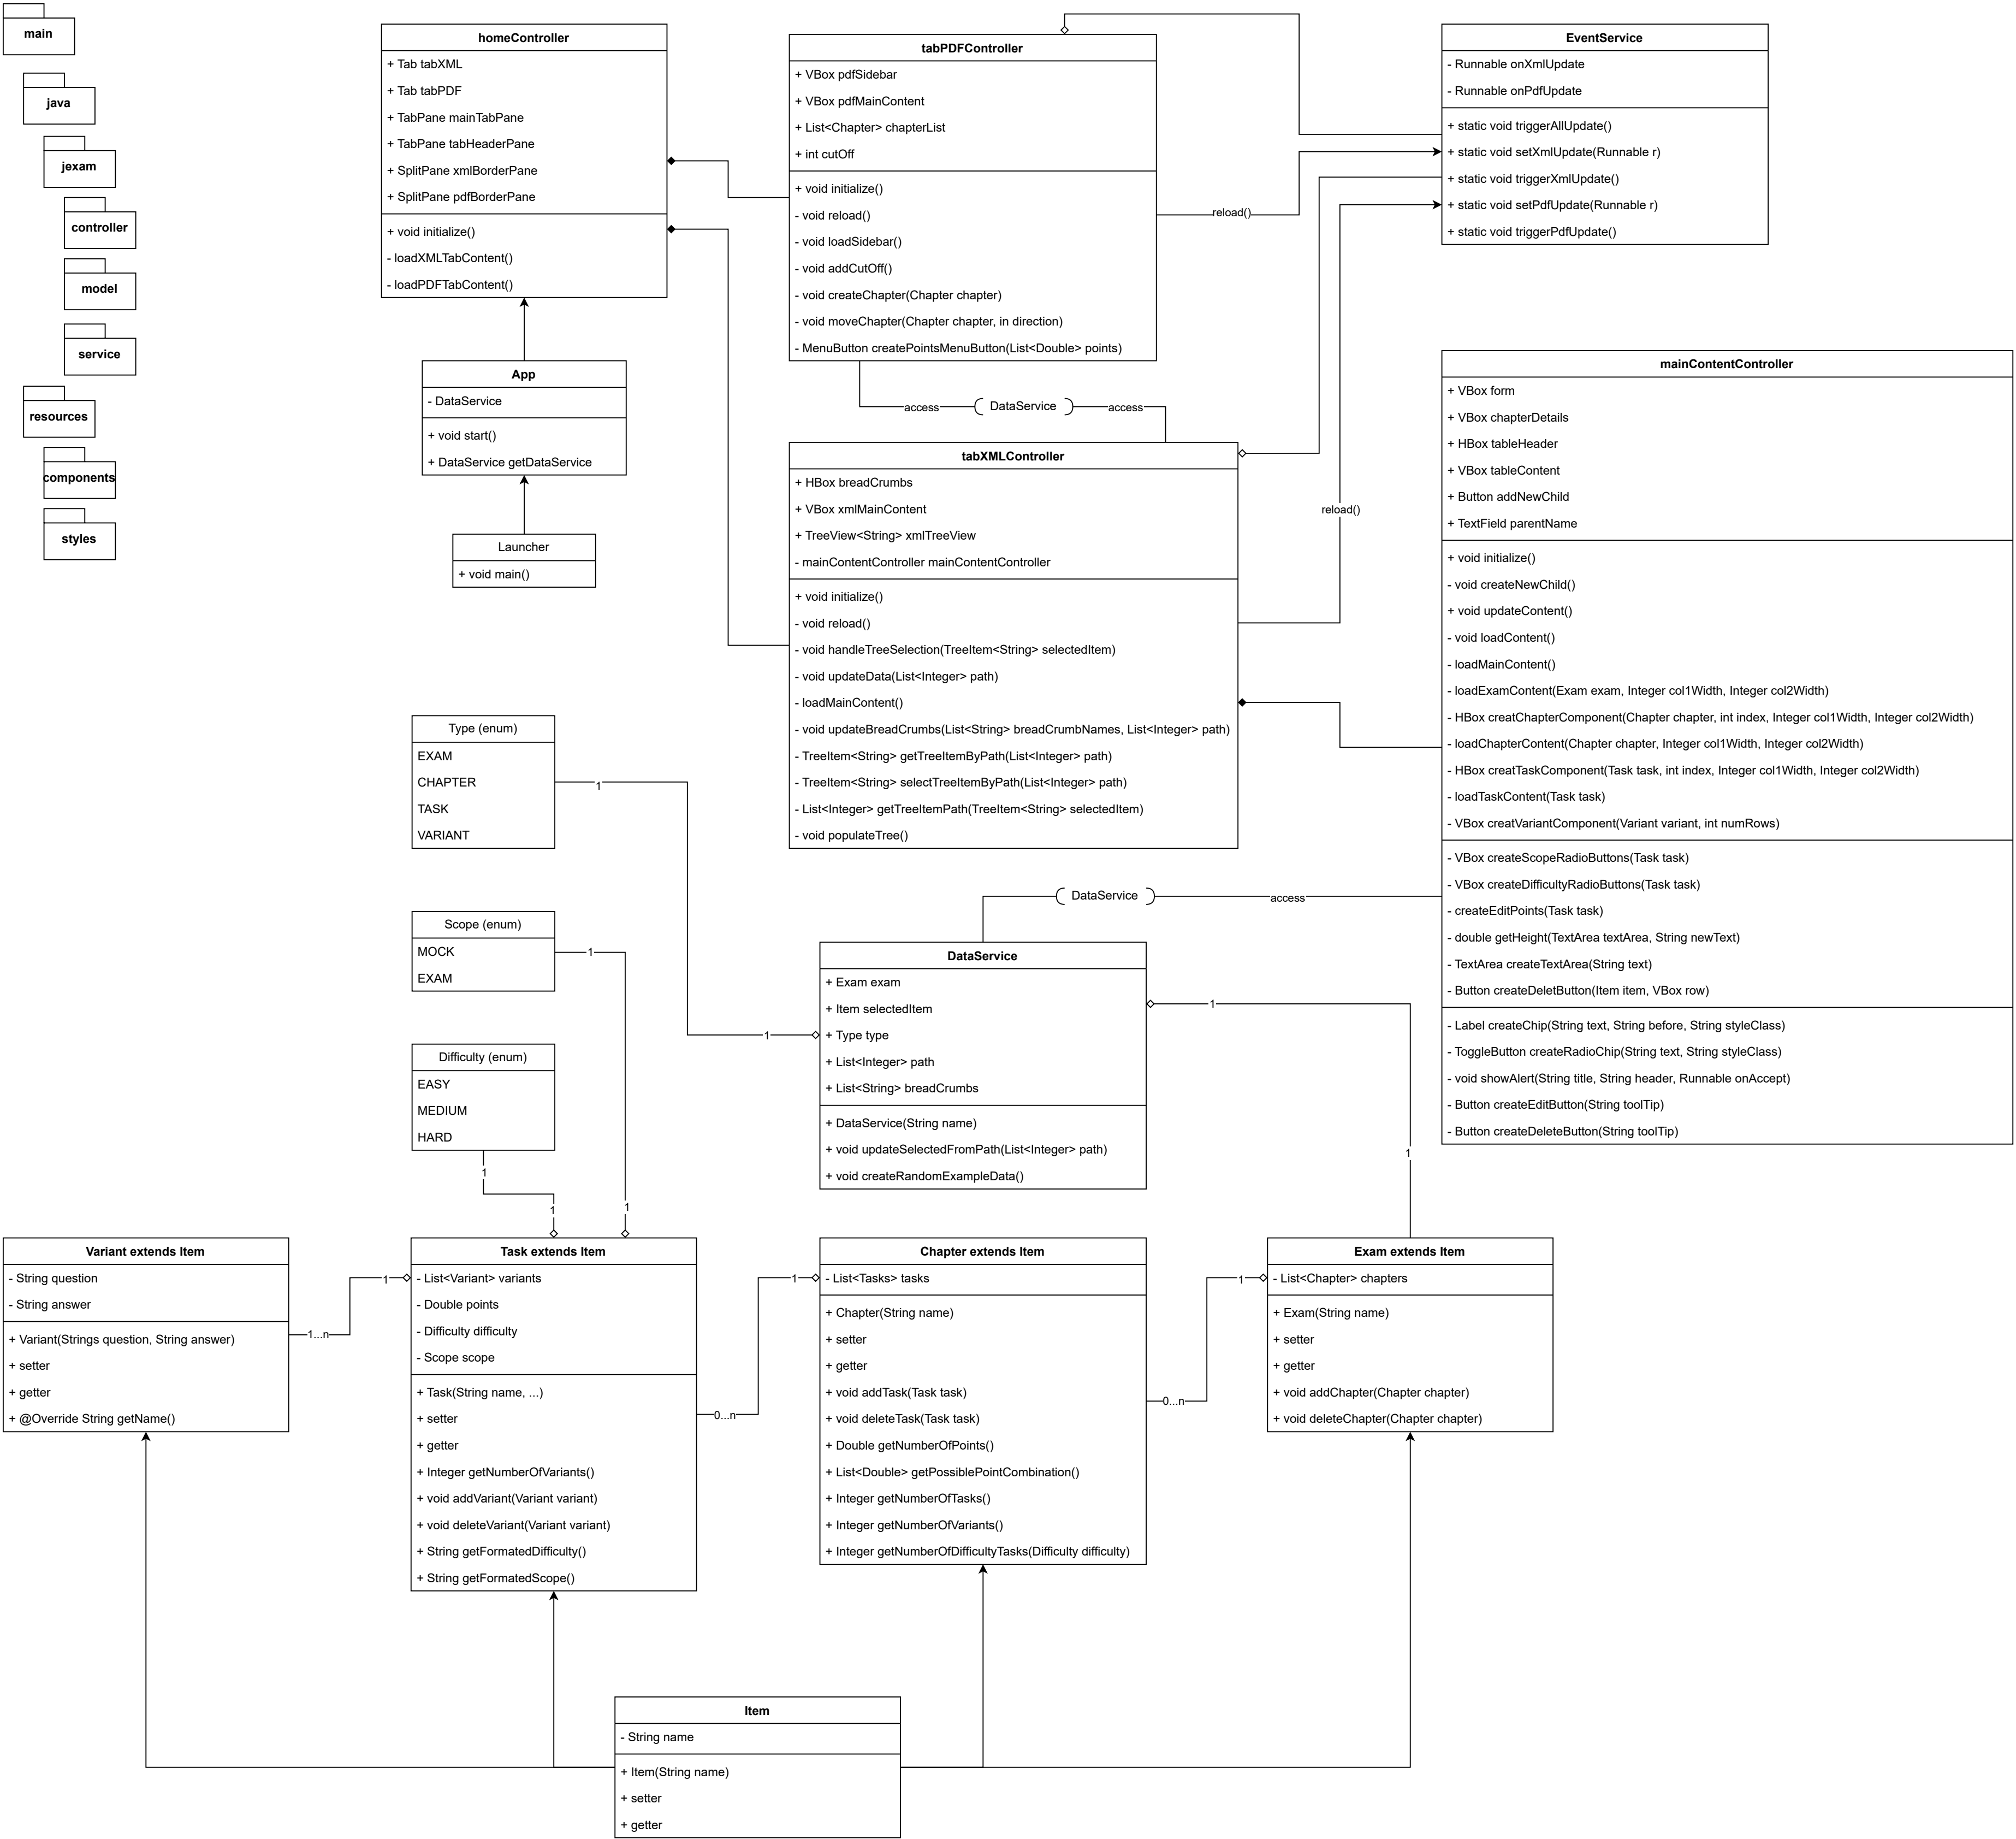 main
java
jexam
controller
model
service
resources
components
styles
homeController
+ Tab tabXML
+ Tab tabPDF
+ TabPane mainTabPane
+ TabPane tabHeaderPane
+ SplitPane xmlBorderPane
+ SplitPane pdfBorderPane
+ void initialize()
- loadXMLTabContent()
- loadPDFTabContent()
App
- DataService
+ void start()
+ DataService getDataService
Launcher
+ void main()
tabPDFController
+ VBox pdfSidebar
+ VBox pdfMainContent
+ List<Chapter> chapterList
+ int cutOff
+ void initialize()
- void reload()
- void loadSidebar()
- void addCutOff()
- void createChapter(Chapter chapter)
- void moveChapter(Chapter chapter, in direction)
- MenuButton createPointsMenuButton(List<Double> points)
reload()
access
DataService
access
EventService
- Runnable onXmlUpdate
- Runnable onPdfUpdate
+ static void triggerAllUpdate()
+ static void setXmlUpdate(Runnable r)
+ static void triggerXmlUpdate()
+ static void setPdfUpdate(Runnable r)
+ static void triggerPdfUpdate()
tabXMLController
+ HBox breadCrumbs
+ VBox xmlMainContent
+ TreeView<String> xmlTreeView
- mainContentController mainContentController
+ void initialize()
- void reload()
- void handleTreeSelection(TreeItem<String> selectedItem)
- void updateData(List<Integer> path)
- loadMainContent()
- void updateBreadCrumbs(List<String> breadCrumbNames, List<Integer> path)
- TreeItem<String> getTreeItemByPath(List<Integer> path)
- TreeItem<String> selectTreeItemByPath(List<Integer> path)
- List<Integer> getTreeItemPath(TreeItem<String> selectedItem)
- void populateTree()
reload()
mainContentController
+ VBox form
+ VBox chapterDetails
+ HBox tableHeader
+ VBox tableContent
+ Button addNewChild
+ TextField parentName
+ void initialize()
- void createNewChild()
+ void updateContent()
- void loadContent()
- loadMainContent()
- loadExamContent(Exam exam, Integer col1Width, Integer col2Width)
- HBox creatChapterComponent(Chapter chapter, int index, Integer col1Width, Integer col2Width)
- loadChapterContent(Chapter chapter, Integer col1Width, Integer col2Width)
- HBox creatTaskComponent(Task task, int index, Integer col1Width, Integer col2Width)
- loadTaskContent(Task task)
- VBox creatVariantComponent(Variant variant, int numRows)
- VBox createScopeRadioButtons(Task task)
- VBox createDifficultyRadioButtons(Task task)
- createEditPoints(Task task)
- double getHeight(TextArea textArea, String newText)
- TextArea createTextArea(String text)
- Button createDeletButton(Item item, VBox row)
- Label createChip(String text, String before, String styleClass)
- ToggleButton createRadioChip(String text, String styleClass)
- void showAlert(String title, String header, Runnable onAccept)
- Button createEditButton(String toolTip)
- Button createDeleteButton(String toolTip)
Type (enum)
EXAM
CHAPTER
TASK
VARIANT
1
1
Scope (enum)
MOCK
EXAM
1
1
Difficulty (enum)
EASY
MEDIUM
HARD
1
1
DataService
access
DataService
+ Exam exam
+ Item selectedItem
+ Type type
+ List<Integer> path
+ List<String> breadCrumbs
+ DataService(String name)
+ void updateSelectedFromPath(List<Integer> path)
+ void createRandomExampleData()
1
1
Variant extends Item
- String question
- String answer
+ Variant(Strings question, String answer)
+ setter
+ getter
+ @Override String getName()
1...n
1
Task extends Item
- List<Variant> variants
- Double points
- Difficulty difficulty
- Scope scope
+ Task(String name, ...)
+ setter
+ getter
+ Integer getNumberOfVariants()
+ void addVariant(Variant variant)
+ void deleteVariant(Variant variant)
+ String getFormatedDifficulty()
+ String getFormatedScope()
0...n
1
Chapter extends Item
- List<Tasks> tasks
+ Chapter(String name)
+ setter
+ getter
+ void addTask(Task task)
+ void deleteTask(Task task)
+ Double getNumberOfPoints()
+ List<Double> getPossiblePointCombination()
+ Integer getNumberOfTasks()
+ Integer getNumberOfVariants()
+ Integer getNumberOfDifficultyTasks(Difficulty difficulty)
0...n
1
Exam extends Item
- List<Chapter> chapters
+ Exam(String name)
+ setter
+ getter
+ void addChapter(Chapter chapter)
+ void deleteChapter(Chapter chapter)
Item
- String name
+ Item(String name)
+ setter
+ getter